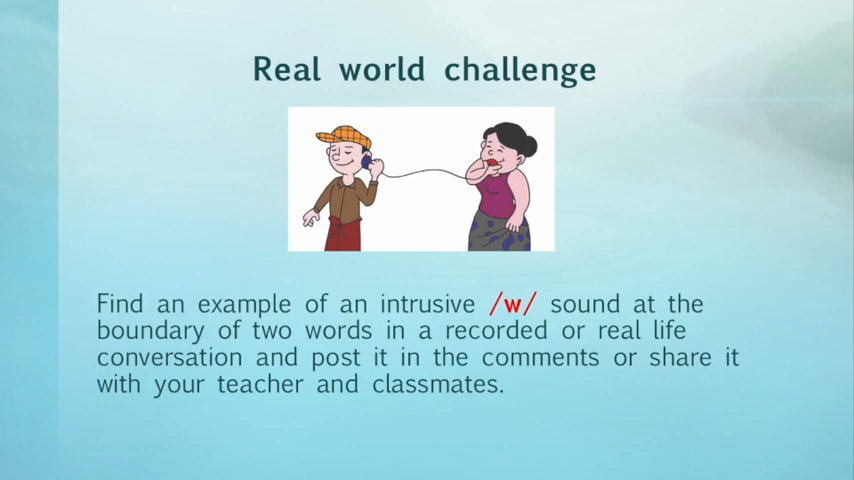 Real world challenge
Find an example of an intrusive /w/ sound at the
boundary of two words in a recorded or real life
conversation and post it in the comments or share it
with your teacher and classmates.